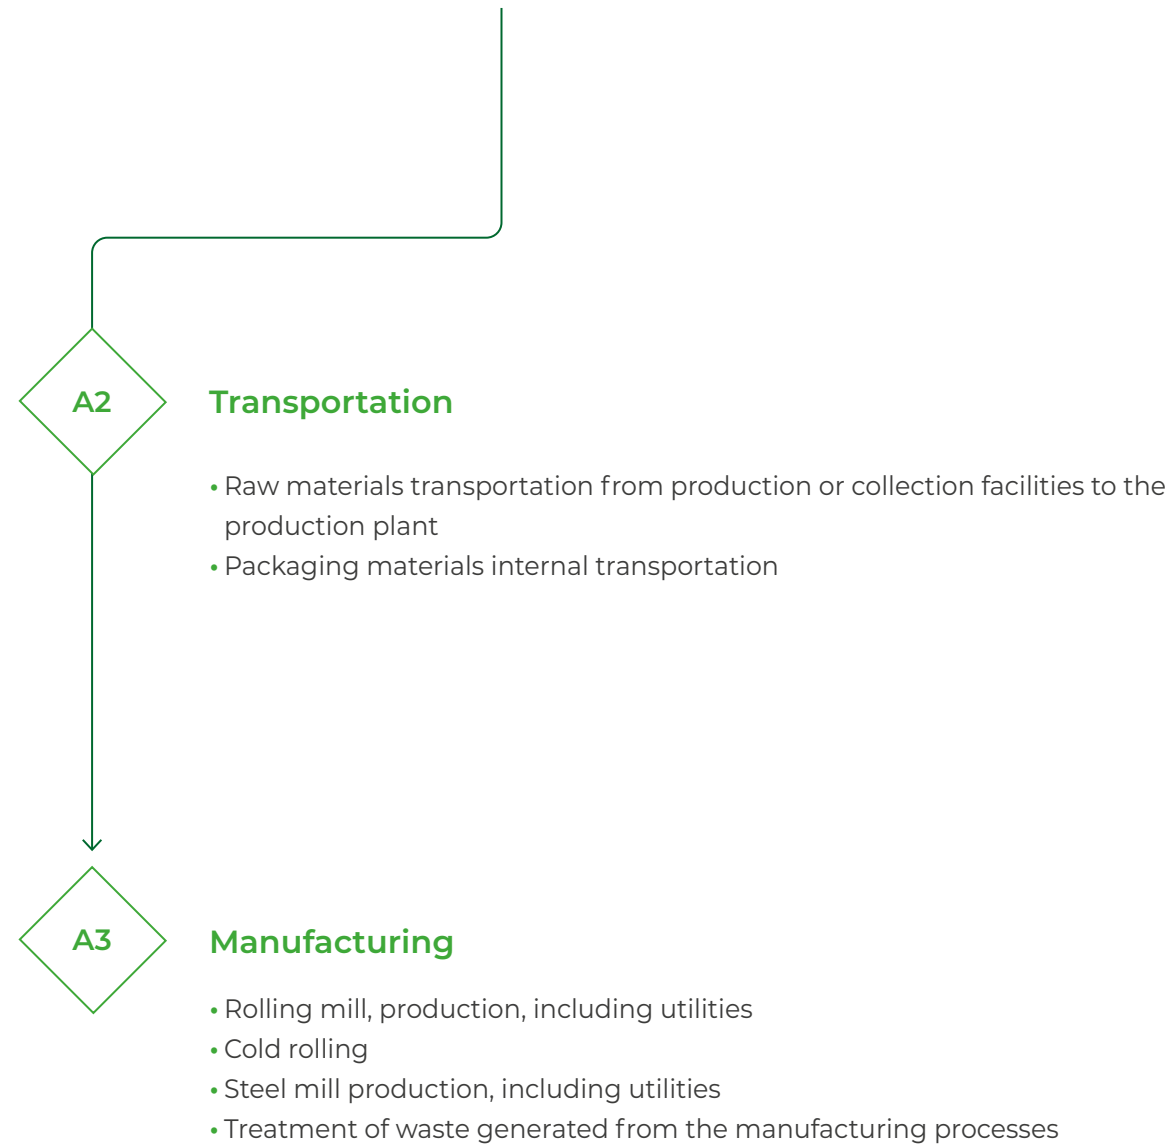 A2
Transportation
• Raw materials transportation from production or collection facilities to the
production plant
• Packaging materials internal transportation
A3
Manufacturing
• Rolling mill, production, including utilities
• Cold rolling
• Steel mill production, including utilities
• Treatment of waste generated from the manufacturing processes